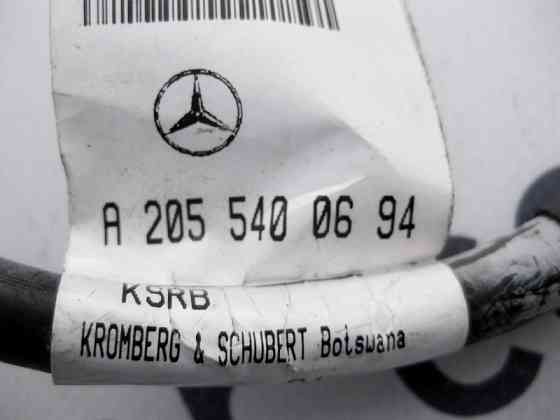 A 205 540 06 94
KSRB
KROMBERG & SCHUBERT Botswana